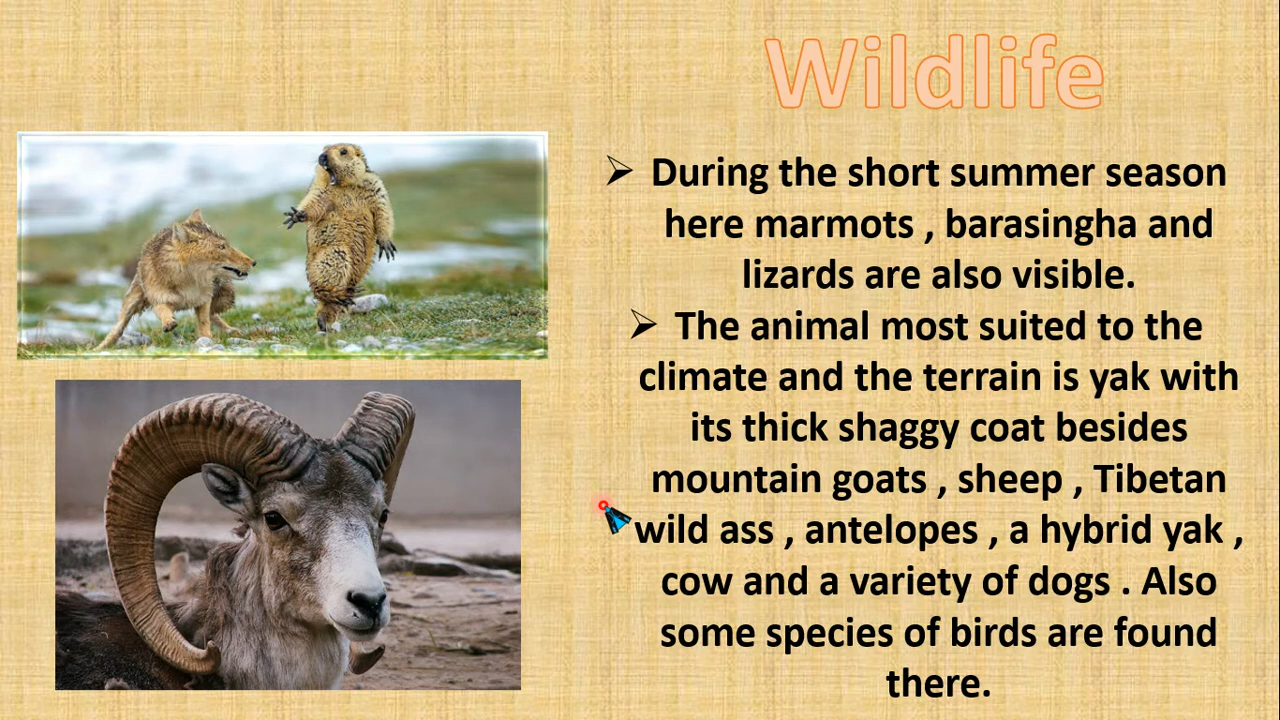 Wildlife
➢ During the short summer season
here marmots , barasingha and
lizards are also visible.
➢ The animal most suited to the
climate and the terrain is yak with
its thick shaggy coat besides
mountain goats , sheep , Tibetan
wild ass , antelopes , a hybrid yak ,
cow and a variety of dogs . Also
some species of birds are found
there.